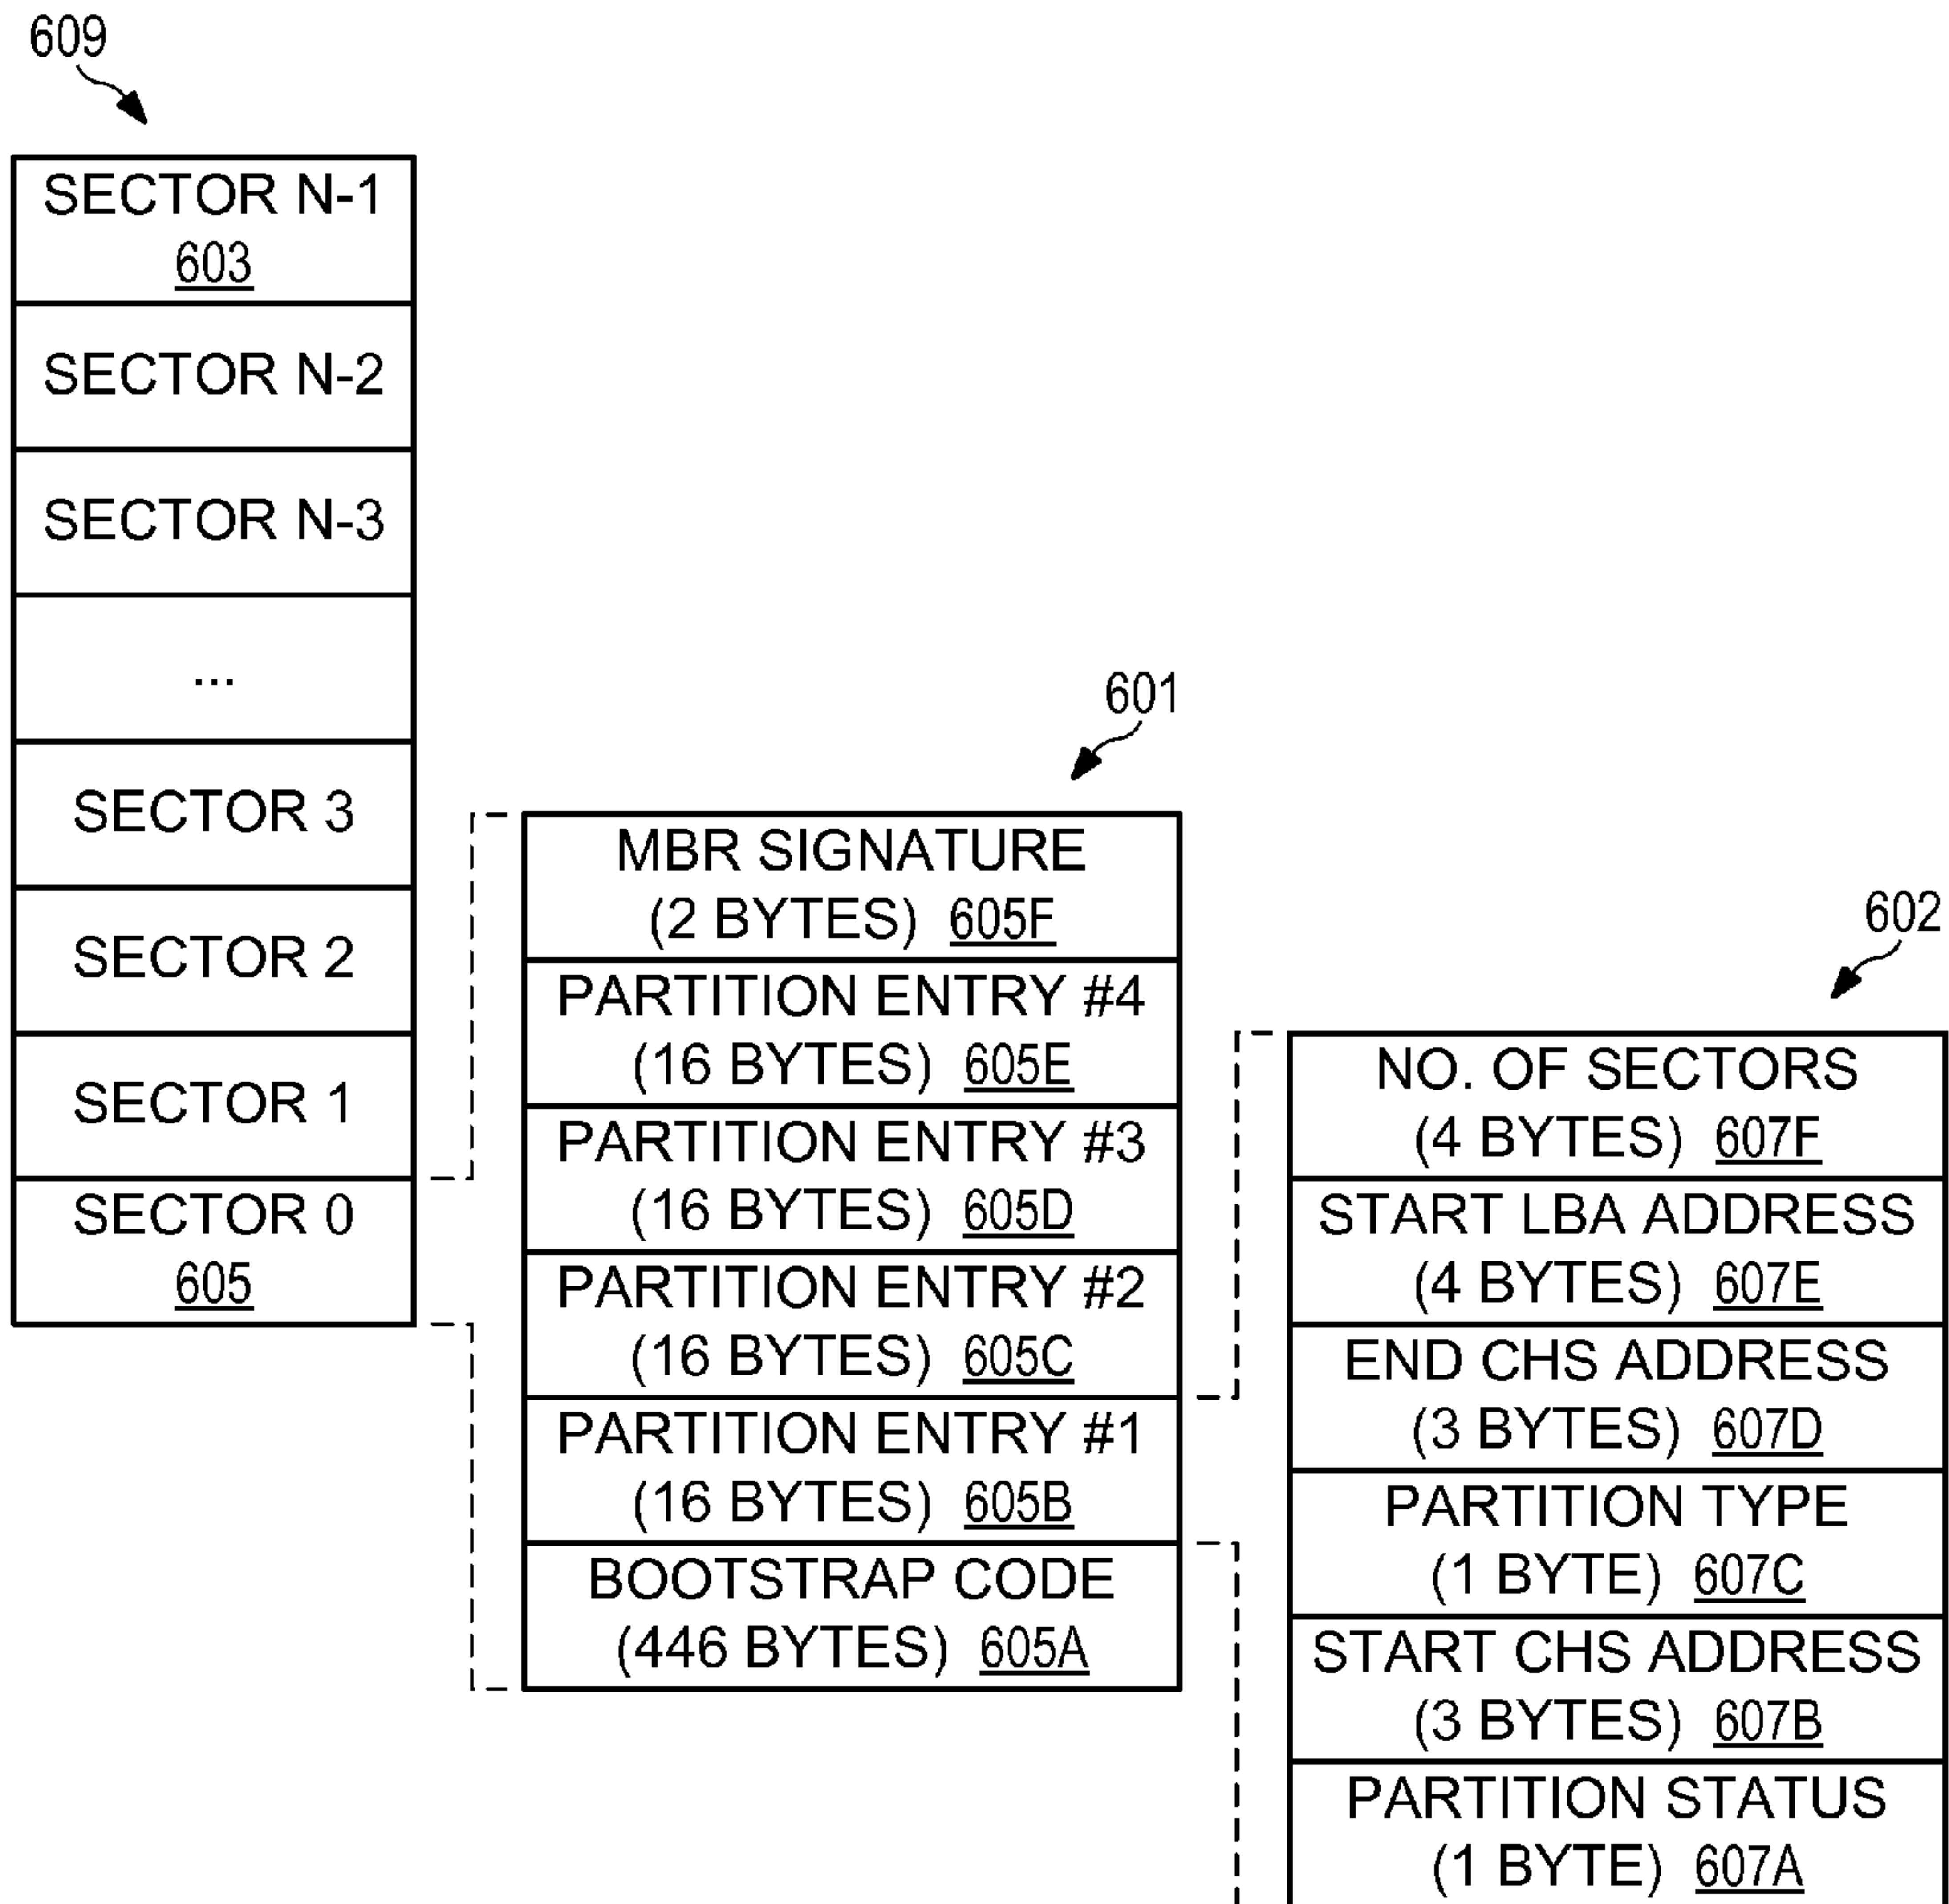 609
SECTOR N-1
603
SECTOR N-2
SECTOR N-3
...
SECTOR 3
SECTOR 2
SECTOR 1
SECTOR 0
605
601
MBR SIGNATURE
(2 BYTES) 605F
PARTITION ENTRY #4
(16 BYTES) 605E
PARTITION ENTRY #3
(16 BYTES) 605D
PARTITION ENTRY #2
(16 BYTES) 605C
PARTITION ENTRY #1
(16 BYTES) 605B
BOOTSTRAP CODE
(446 BYTES) 605A
602
NO. OF SECTORS
(4 BYTES) 607F
START LBA ADDRESS
(4 BYTES) 607E
END CHS ADDRESS
(3 BYTES) 607D
PARTITION TYPE
(1 BYTE) 607C
START CHS ADDRESS
(3 BYTES) 607B
PARTITION STATUS
(1 BYTE) 607A